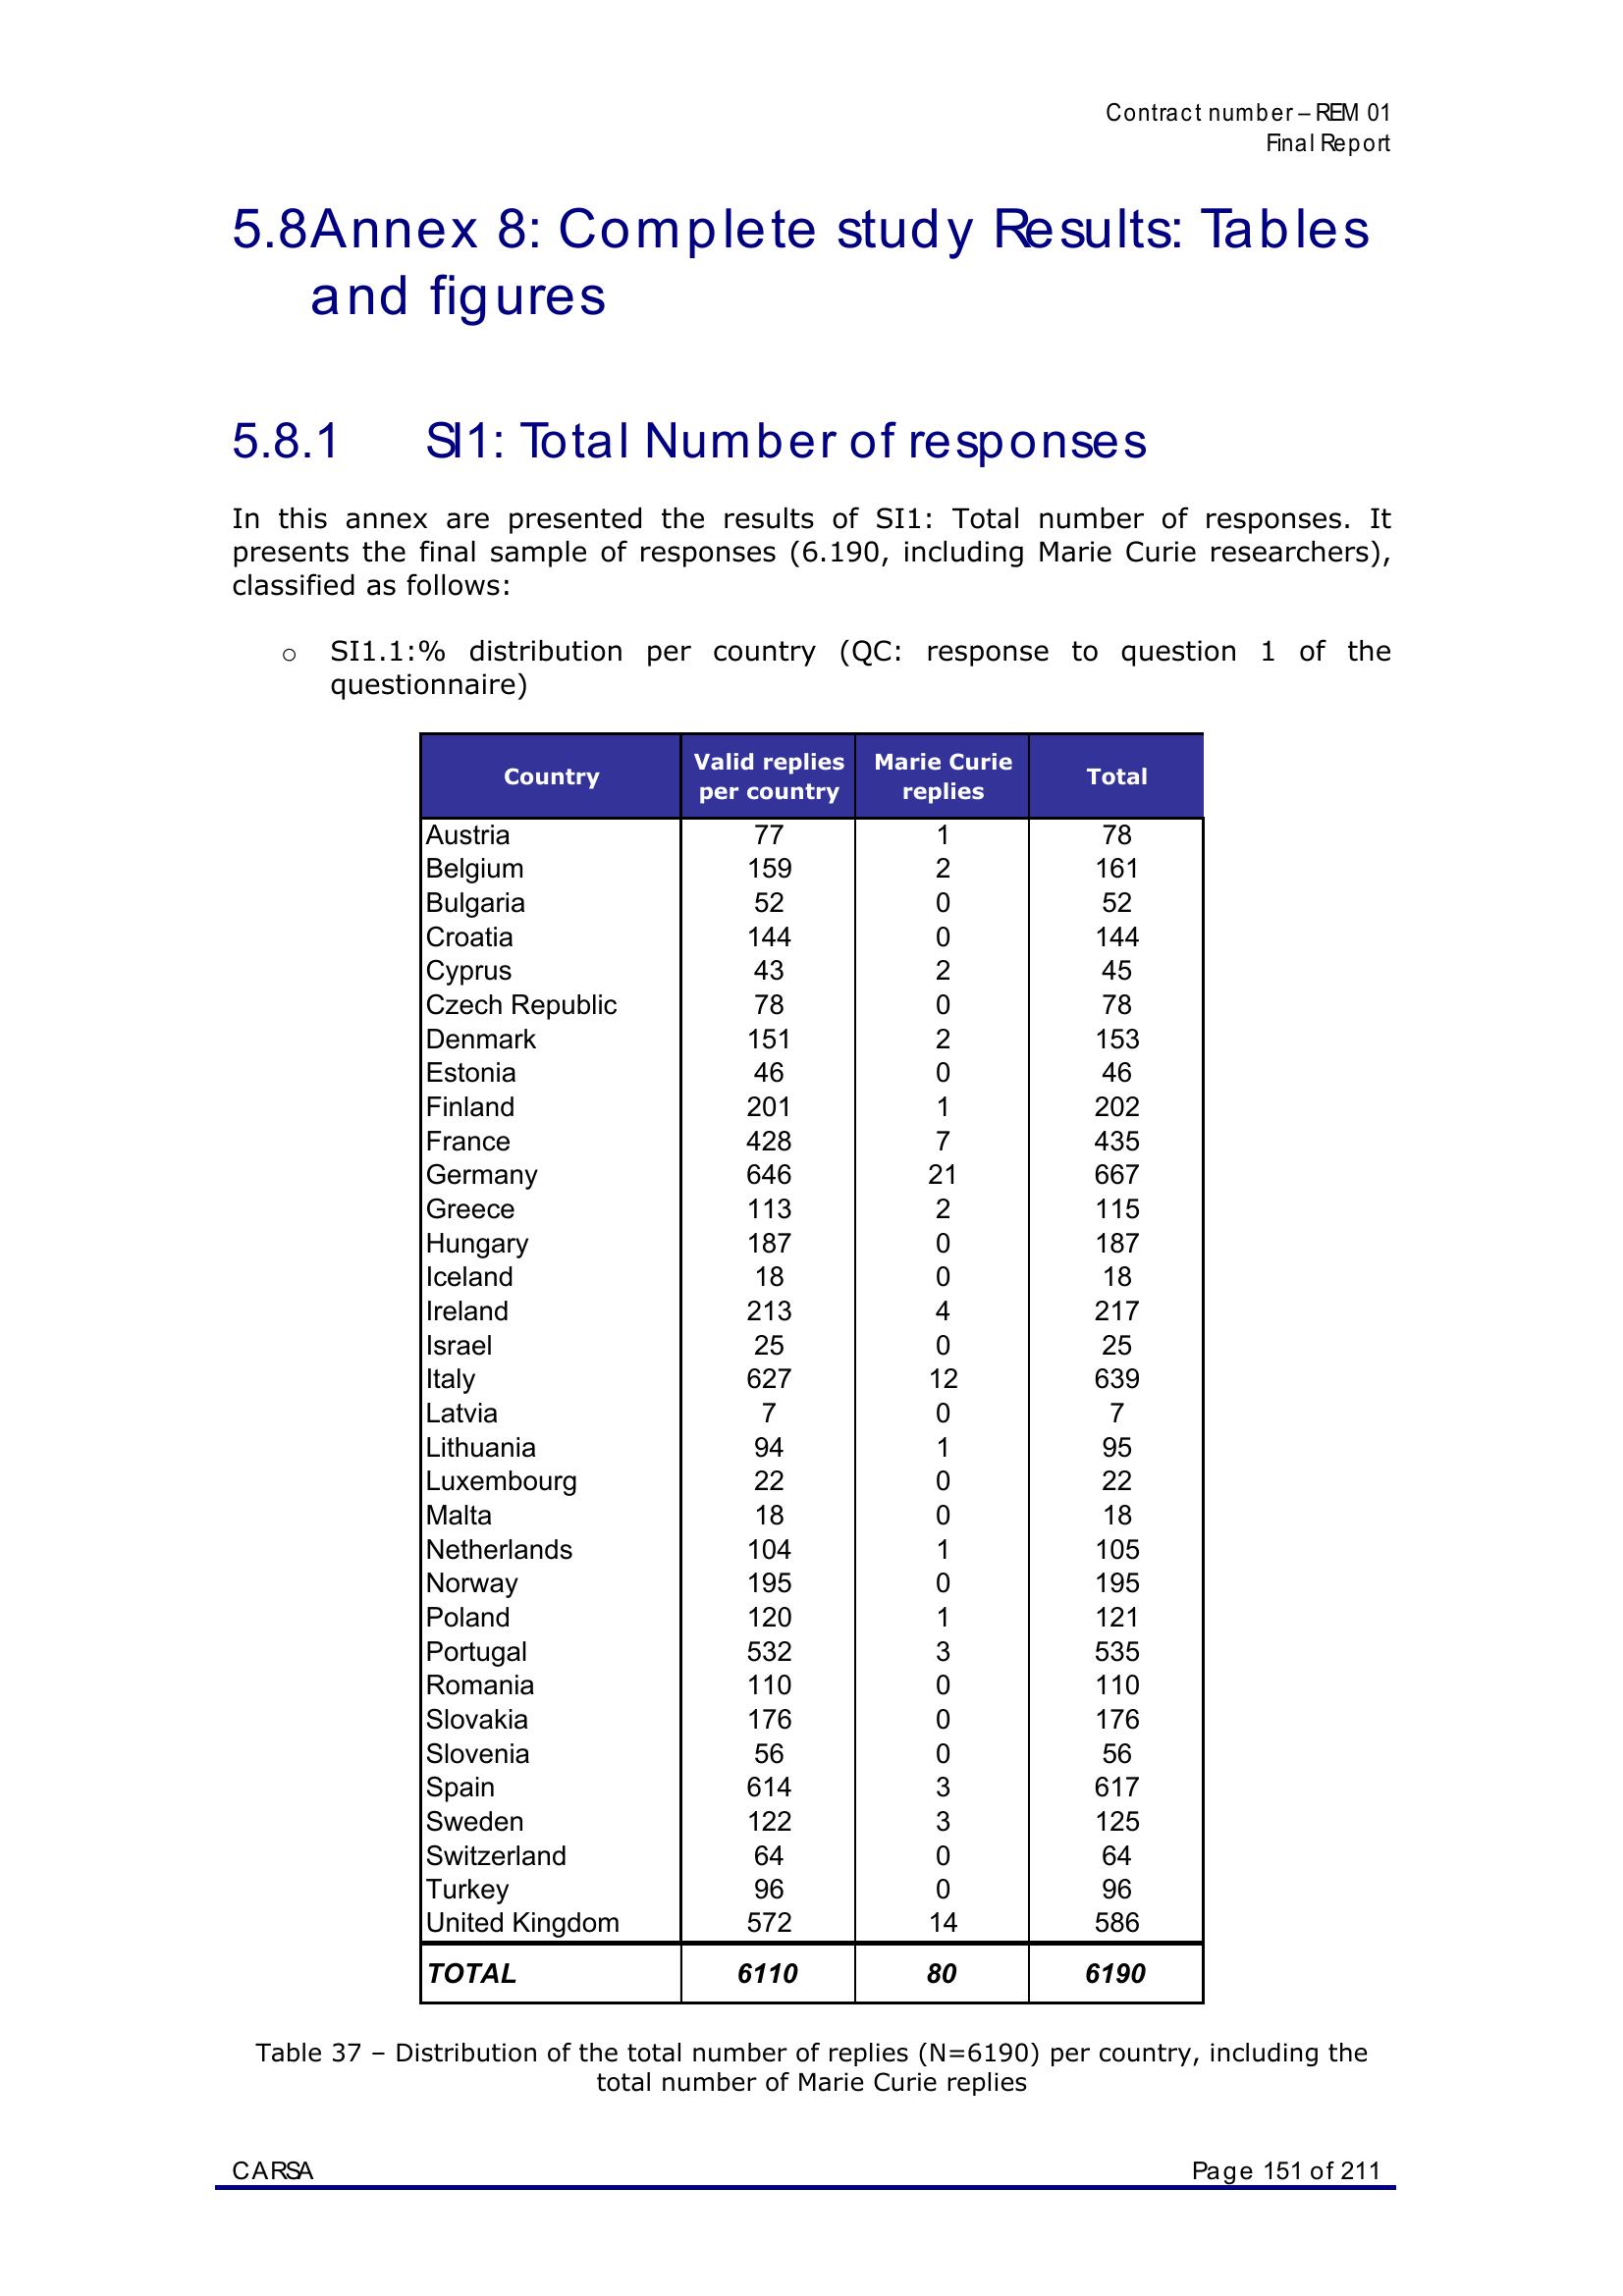 Contract number – REM 01
Final Report
5.8Annex 8: Complete study Results: Tables
and figures
5.8.1 SI1: Total Number of responses
In this annex are presented the results of SI1: Total number of responses. It
presents the final sample of responses (6.190, including Marie Curie researchers),
classified as follows:
o SI1.1:% distribution per country (QC: response to question 1 of the
questionnaire)
Country Valid replies per country Marie Curie replies Total
Austria 77 1 78
Belgium 159 2 161
Bulgaria 52 0 52
Croatia 144 0 144
Cyprus 43 2 45
Czech Republic 78 0 78
Denmark 151 2 153
Estonia 46 0 46
Finland 201 1 202
France 428 7 435
Germany 646 21 667
Greece 113 2 115
Hungary 187 0 187
Iceland 18 0 18
Ireland 213 4 217
Israel 25 0 25
Italy 627 12 639
Latvia 7 0 7
Lithuania 94 1 95
Luxembourg 22 0 22
Malta 18 0 18
Netherlands 104 1 105
Norway 195 0 195
Poland 120 1 121
Portugal 532 3 535
Romania 110 0 110
Slovakia 176 0 176
Slovenia 56 0 56
Spain 614 3 617
Sweden 122 3 125
Switzerland 64 0 64
Turkey 96 0 96
United Kingdom 572 14 586
TOTAL 6110 80 6190
Table 37 – Distribution of the total number of replies (N=6190) per country, including the
total number of Marie Curie replies
CARSA Page 151 of 211